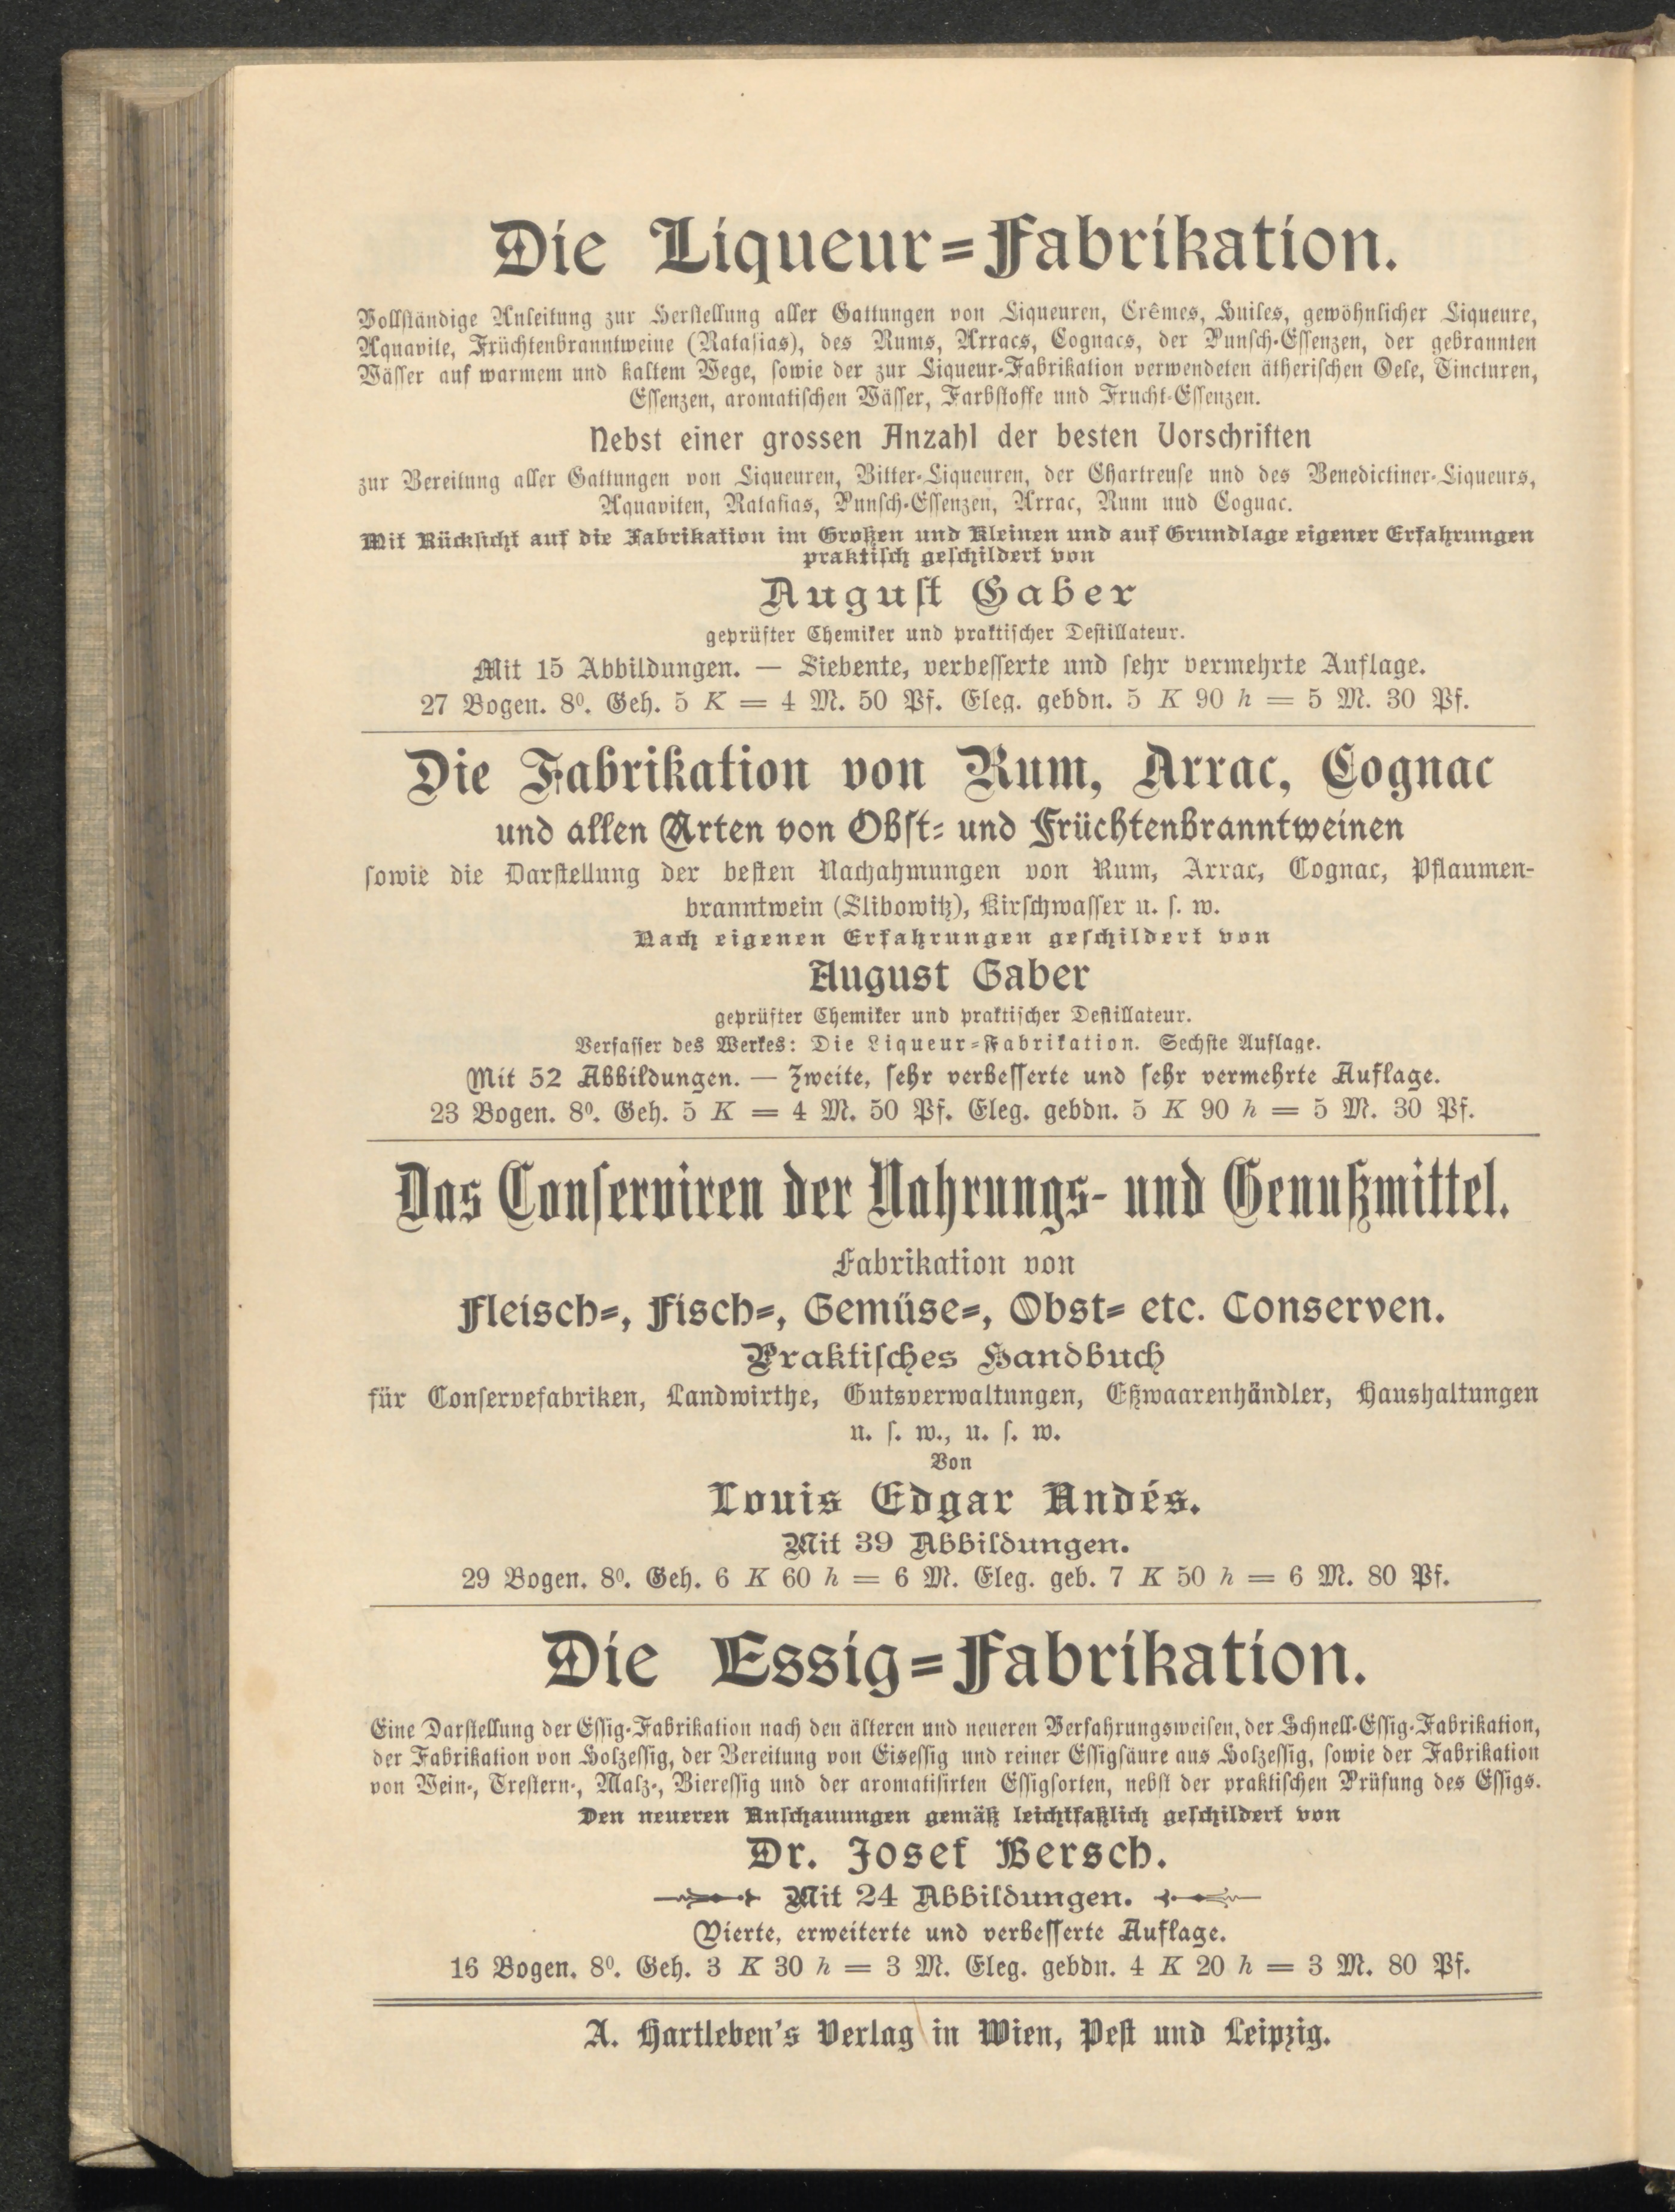 Die Liqueur-Fabrikation.
Vollständige Anleitung zur Herstellung aller Gattungen von Liqueuren, Crêmes, Huiles, gewöhnlicher Liqueure,
Aquavite, Früchtenbranntweine (Ratafias), des Rums, Arracs, Cognacs, der Punsch-Essenzen, der gebrannten
Wässer auf warmem und kaltem Wege, sowie der zur Liqueur-Fabrikation verwendeten ätherischen Oele, Tincturen,
Essenzen, aromatischen Wässer, Farbstoffe und Frucht-Essenzen.
Nebst einer grossen Anzahl der besten Vorschriften
zur Bereitung aller Gattungen von Liqueuren, Bitter-Liqueuren, der Chartreuse und des Benedictiner-Liqueurs,
Aquaviten, Ratafias, Punsch-Essenzen, Arrac, Rum und Cognac.
Mit Rücksicht auf die Fabrikation im Großen und Kleinen und auf Grundlage eigener Erfahrungen
praktisch geschildert von
August Gaber
geprüfter Chemiker und praktischer Destillateur.
Mit 15 Abbildungen. — Siebente, verbesserte und sehr vermehrte Auflage.
27 Bogen. 8⁰. Geh. 5 K = 4 M. 50 Pf. Eleg. gebdn. 5 K 90 h = 5 M. 30 Pf.
Die Fabrikation von Rum, Arrac, Cognac
und allen Arten von Obst- und Früchtenbranntweinen
sowie die Darstellung der besten Nachahmungen von Rum, Arrac, Cognac, Pflaumen-
branntwein (Slibowitz), Kirschwasser u. s. w.
Nach eigenen Erfahrungen geschildert von
August Gaber
geprüfter Chemiker und praktischer Destillateur.
Verfasser des Werkes: Die Liqueur-Fabrikation. Sechste Auflage.
Mit 52 Abbildungen. — Zweite, sehr verbesserte und sehr vermehrte Auflage.
23 Bogen. 8⁰. Geh. 5 K = 4 M. 50 Pf. Eleg. gebdn. 5 K 90 h = 5 M. 30 Pf.
Das Conserviren der Nahrungs- und Genußmittel.
Fabrikation von
Fleisch-, Fisch-, Gemüse-, Obst- etc. Conserven.
Praktisches Handbuch
für Conservefabriken, Landwirthe, Gutsverwaltungen, Eßwaarenhändler, Haushaltungen
u. s. w., u. s. w.
Von
Louis Edgar Andés.
Mit 39 Abbildungen.
29 Bogen. 8⁰. Geh. 6 K 60 h = 6 M. Eleg. geb. 7 K 50 h = 6 M. 80 Pf.
Die Essig-Fabrikation.
Eine Darstellung der Essig-Fabrikation nach den älteren und neueren Verfahrungsweisen, der Schnell-Essig-Fabrikation,
der Fabrikation von Holzessig, der Bereitung von Eisessig und reiner Essigsäure aus Holzessig, sowie der Fabrikation
von Wein-, Trestern-, Malz-, Bieressig und der aromatisirten Essigsorten, nebst der praktischen Prüfung des Essigs.
Den neueren Anschauungen gemäß leichtfaßlich geschildert von
Dr. Josef Bersch.
Mit 24 Abbildungen.
Vierte, erweiterte und verbesserte Auflage.
16 Bogen. 8⁰. Geh. 3 K 30 h = 3 M. Eleg. gebdn. 4 K 20 h = 3 M. 80 Pf.
A. Hartleben's Verlag in Wien, Pest und Leipzig.